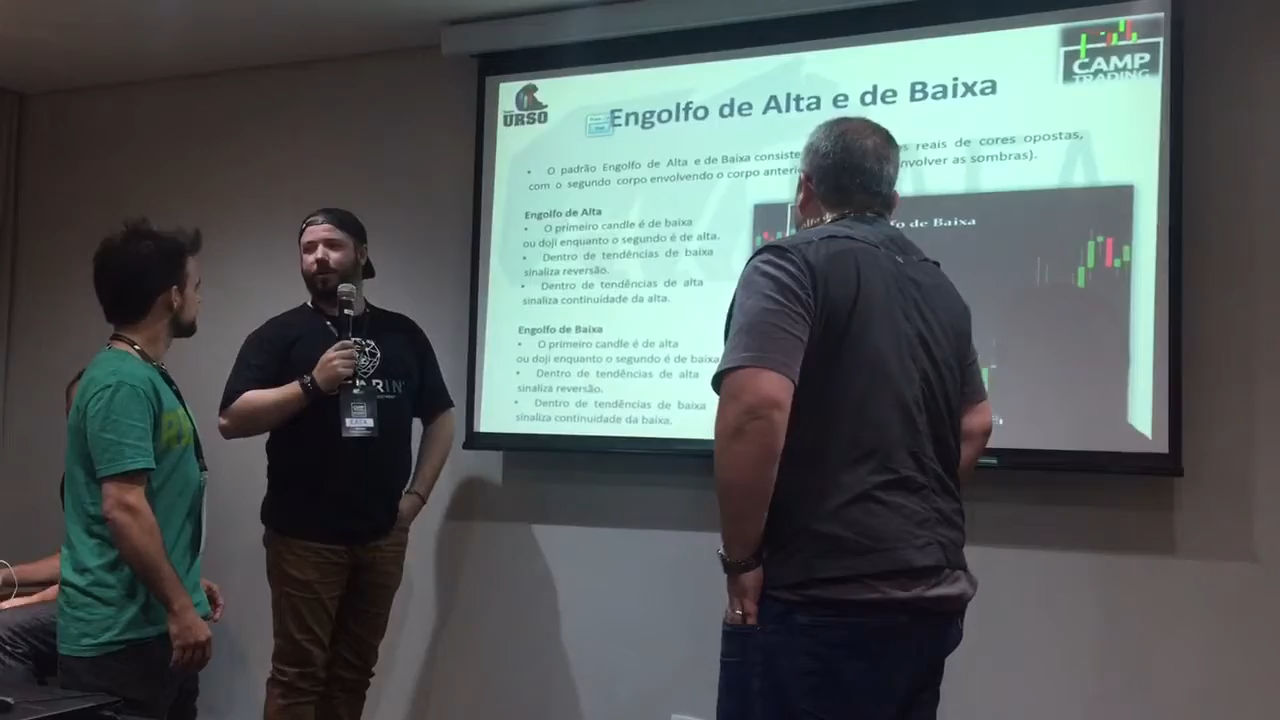 URSO
CAMP
TRADING
Engolfo de Alta e de Baixa
• O padrão Engolfo de Alta e de Baixa consiste reais de cores opostas,
com o segundo corpo envolvendo o corpo anteri nvolver as sombras).
Engolfo de Alta
• O primeiro candle é de baixa
ou doji enquanto o segundo é de alta.
• Dentro de tendências de baixa
sinaliza reversão.
• Dentro de tendências de alta
sinaliza continuidade da alta.
Engolfo de Baixa
• O primeiro candle é de alta
ou doji enquanto o segundo é de baixa
• Dentro de tendências de alta
sinaliza reversão.
• Dentro de tendências de baixa
sinaliza continuidade da baixa.
fo de Baixa
CAMP